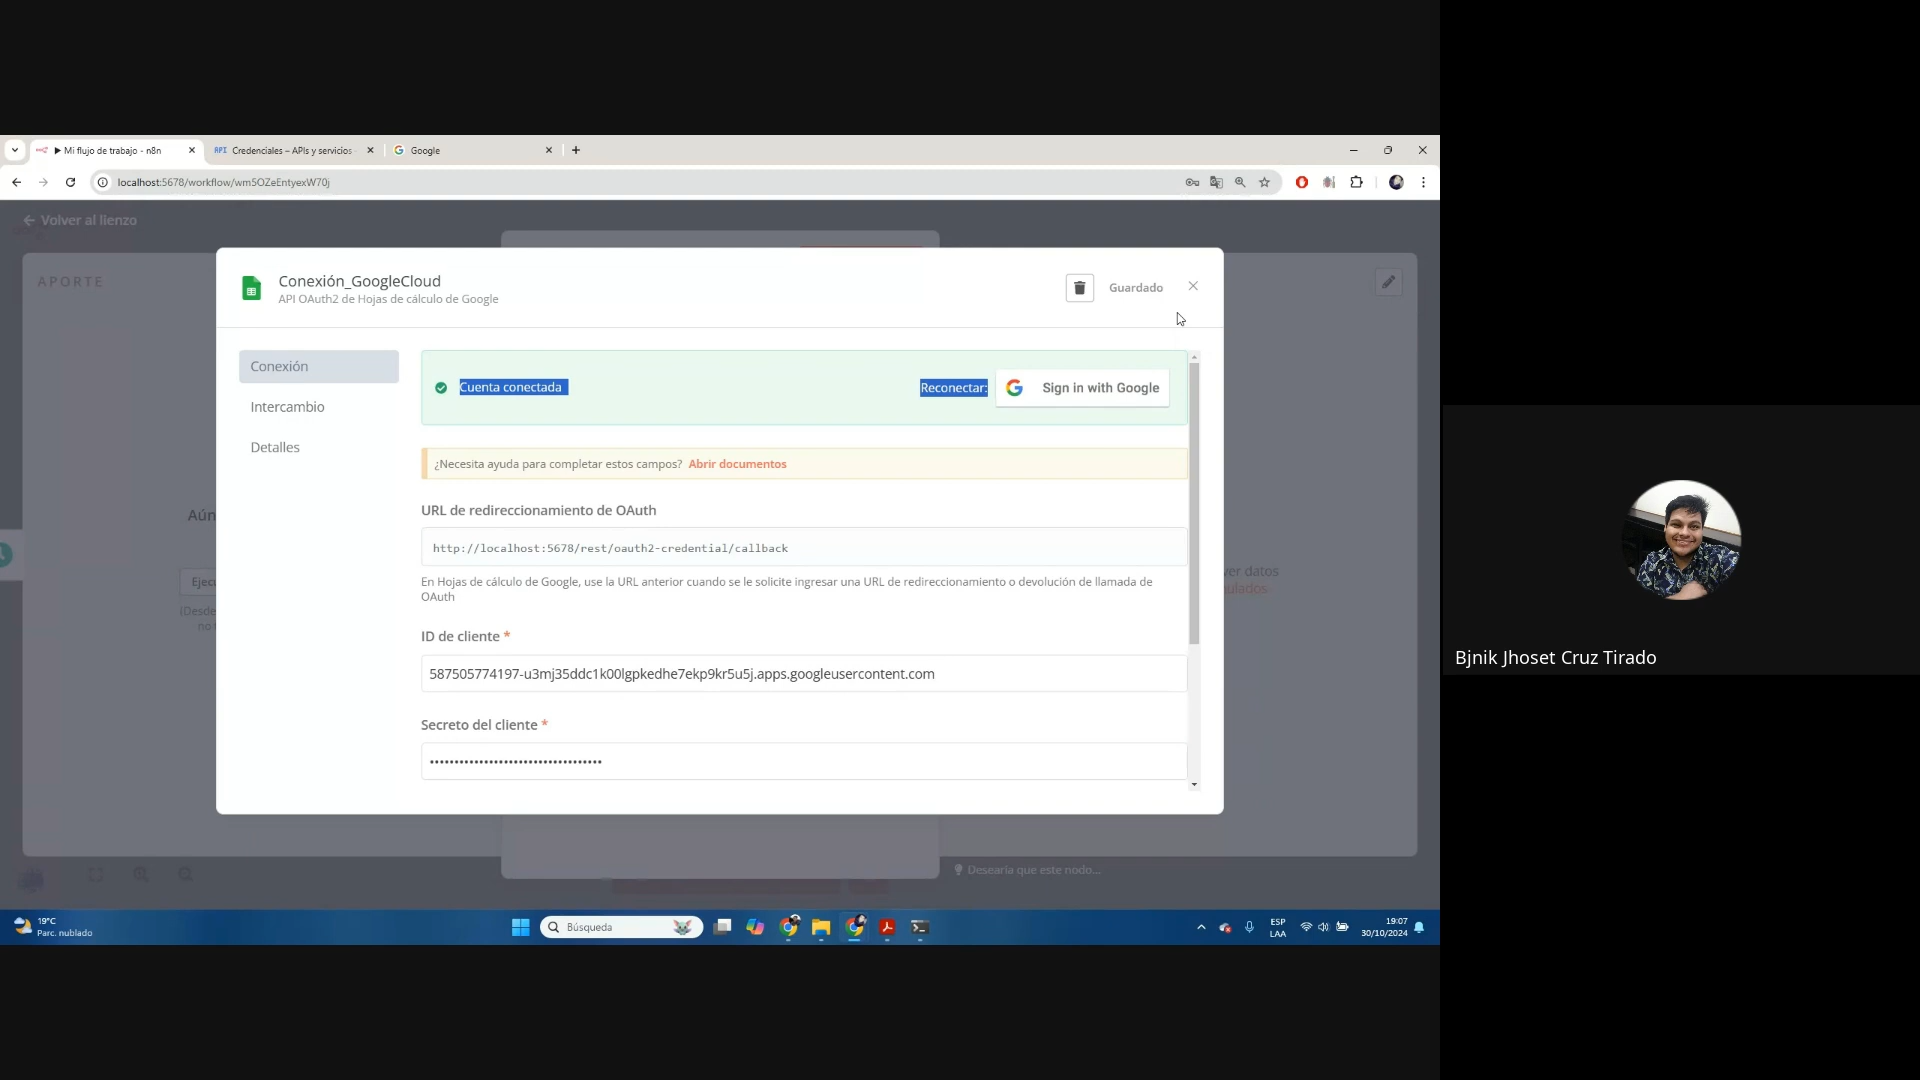 Mi flujo de trabajo - n8n
API Credenciales – APIs y servicios
Google
localhost:5678/workflow/wm5OZeEntyexW70j
Volver al lienzo
APORTE
Conexión_GoogleCloud
API OAuth2 de Hojas de cálculo de Google
Guardado
Conexión
Intercambio
Detalles
Cuenta conectada
Reconectar:
Sign in with Google
¿Necesita ayuda para completar estos campos? Abrir documentos
URL de redireccionamiento de OAuth
http://localhost:5678/rest/oauth2-credential/callback
En Hojas de cálculo de Google, use la URL anterior cuando se le solicite ingresar una URL de redireccionamiento o devolución de llamada de
OAuth
ID de cliente *
587505774197-u3mj35ddc1k00lgpkedhe7ekp9kr5u5j.apps.googleusercontent.com
Secreto del cliente *
Aún
ver datos
Desearía que este nodo...
19°C
Parc. nublado
Búsqueda
ESP
LAA
19:07
30/10/2024
Bjnik Jhoset Cruz Tirado